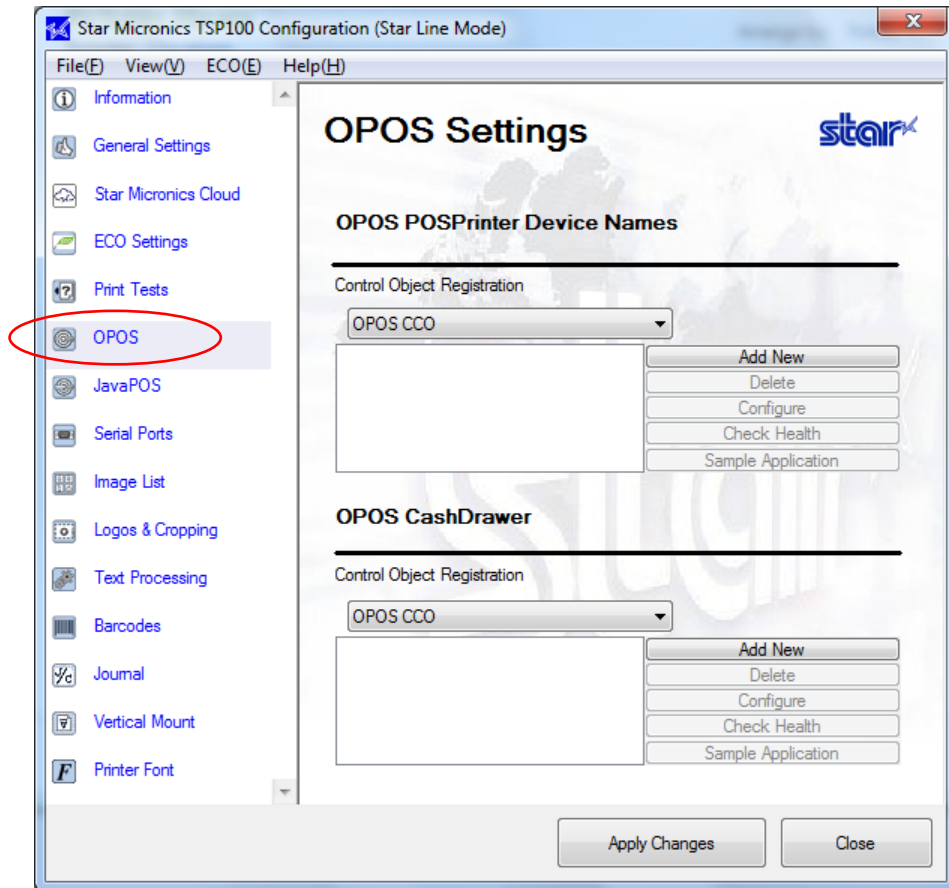 Star Micronics TSP100 Configuration (Star Line Mode)
File(F) View(V) ECO(E) Help(H)
Information
General Settings
Star Micronics Cloud
ECO Settings
Print Tests
OPOS
JavaPOS
Serial Ports
Image List
Logos & Cropping
Text Processing
Barcodes
Journal
Vertical Mount
Printer Font
OPOS Settings
star
OPOS POSPrinter Device Names
Control Object Registration
OPOS CCO
Add New
Delete
Configure
Check Health
Sample Application
OPOS CashDrawer
Control Object Registration
OPOS CCO
Add New
Delete
Configure
Check Health
Sample Application
Apply Changes
Close